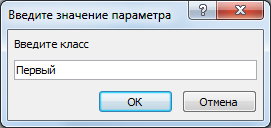 Введите значение параметра
Введите класс
Первый
ОК
Отмена